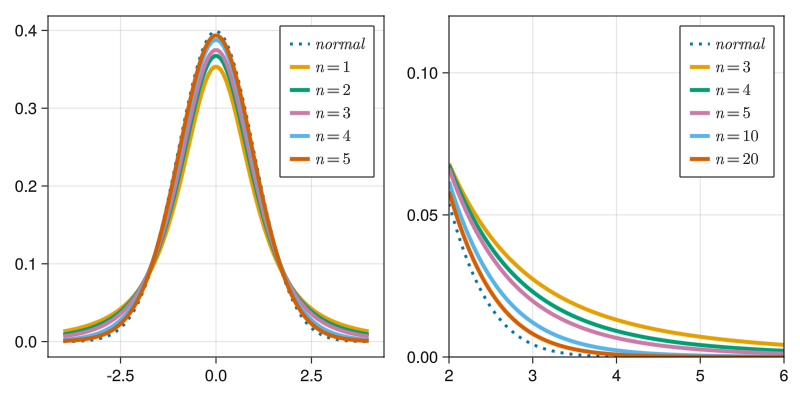 0.4
0.3
0.2
0.1
0.0
-2.5
0.0
2.5
normal
n = 1
n = 2
n = 3
n = 4
n = 5
0.10
0.05
0.00
2
3
4
5
6
normal
n = 3
n = 4
n = 5
n = 10
n = 20